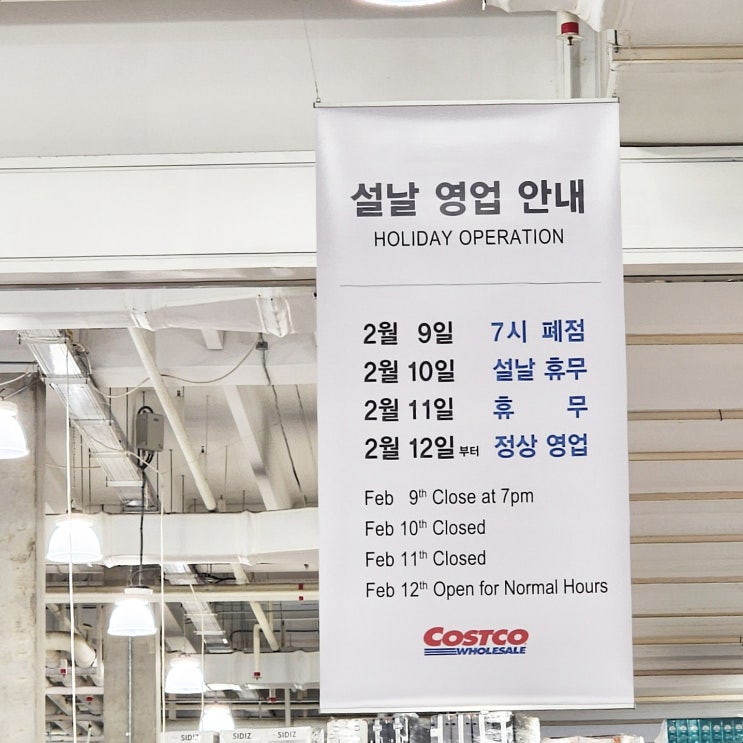 설날 영업 안내
HOLIDAY OPERATION
2월 9일 7시 폐점
2월 10일 설날 휴무
2월 11일 휴 무
2월 12일부터 정상 영업
Feb 9th Close at 7pm
Feb 10th Closed
Feb 11th Closed
Feb 12th Open for Normal Hours
COSTCO
WHOLESALE
SIDIZ SIDIZ SIDIZ